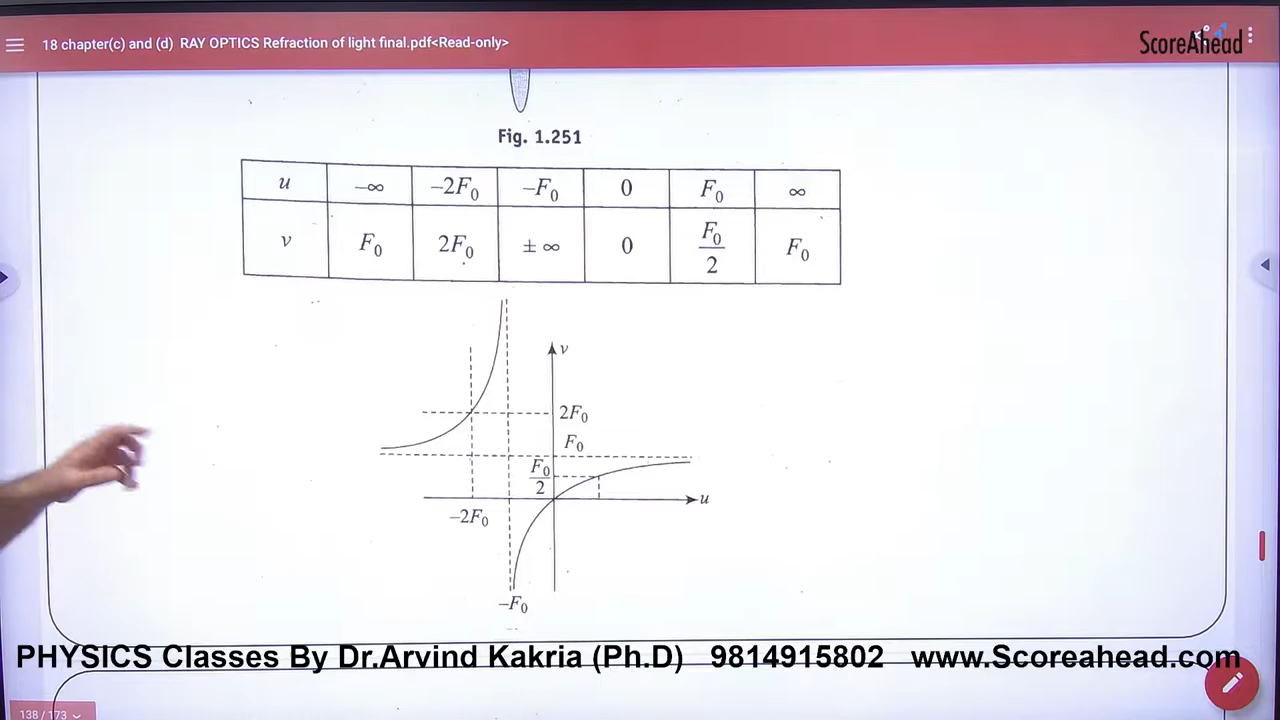 18 chapter(c) and (d) RAY OPTICS Refraction of light final.pdf<Read-only>
ScoreAhead
Fig. 1.251
u −∞ −2F₀ −F₀ 0 F₀ ∞
v F₀ 2F₀ ± ∞ 0 F₀/2 F₀
v
2F₀
F₀
F₀/2
u
−2F₀
−F₀
PHYSICS Classes By Dr.Arvind Kakria (Ph.D) 9814915802 www.Scoreahead.com
138 / 173